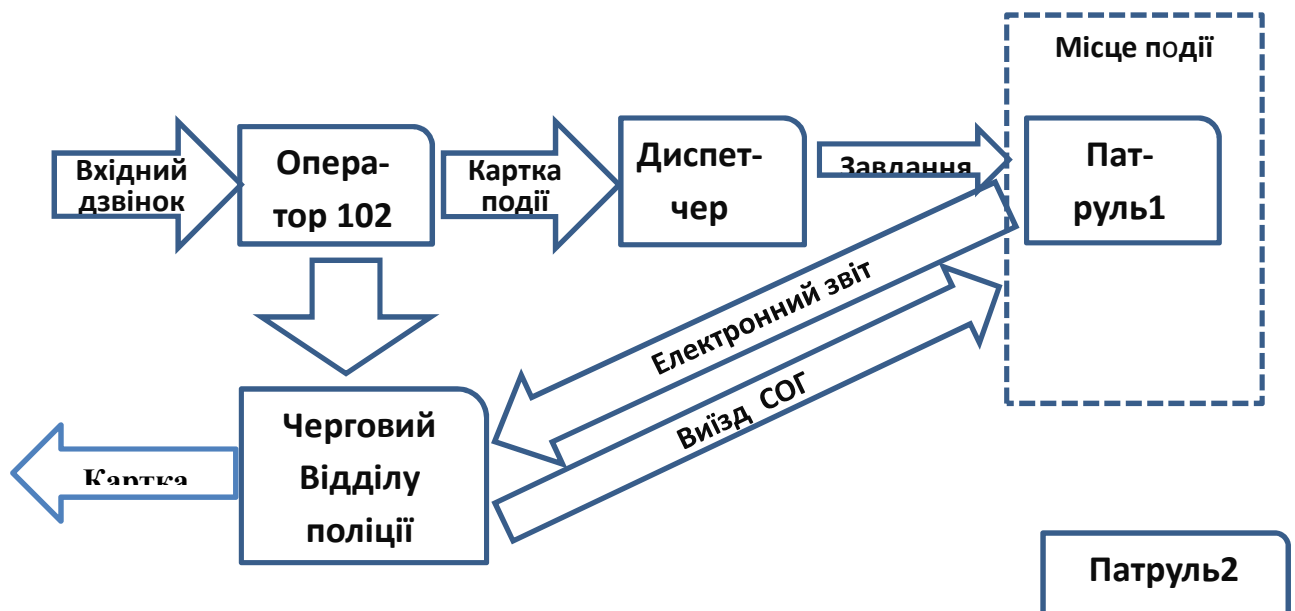 Місце події
Вхідний
дзвінок
Опера-
тор 102
Картка
події
Диспет-
чер
Завдання
Пат-
руль1
Електронний звіт
Виїзд СОГ
Черговий
Відділу
поліції
Картка
Патруль2